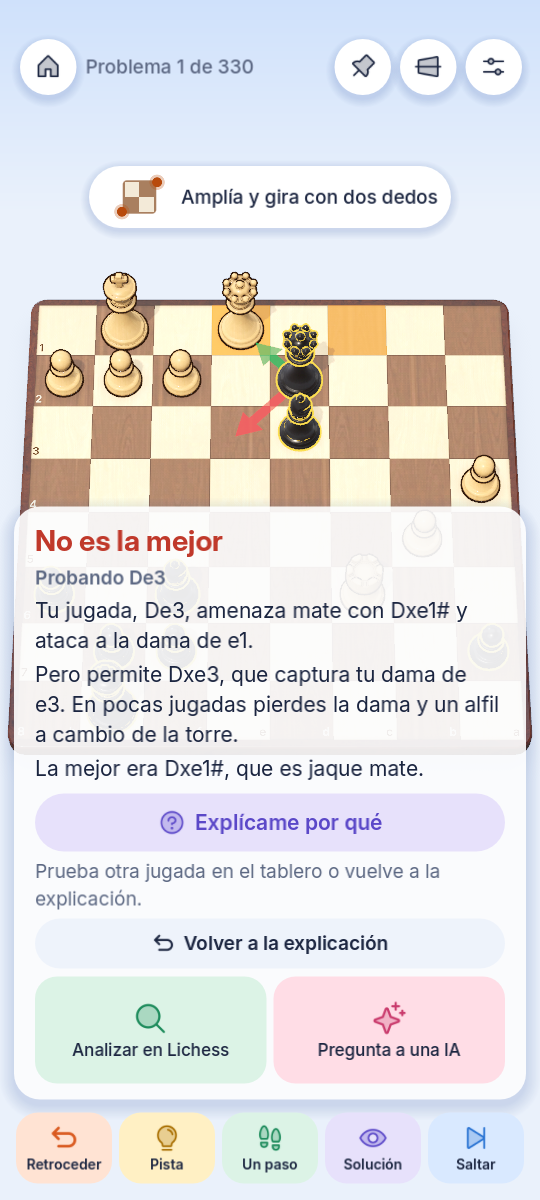 Problema 1 de 330
Amplía y gira con dos dedos
1
2
3
4
No es la mejor
Probando De3
Tu jugada, De3, amenaza mate con Dxe1# y
ataca a la dama de e1.
Pero permite Dxe3, que captura tu dama de
e3. En pocas jugadas pierdes la dama y un alfil
a cambio de la torre.
La mejor era Dxe1#, que es jaque mate.
Explícame por qué
Prueba otra jugada en el tablero o vuelve a la
explicación.
Volver a la explicación
Analizar en Lichess
Pregunta a una IA
Retroceder
Pista
Un paso
Solución
Saltar